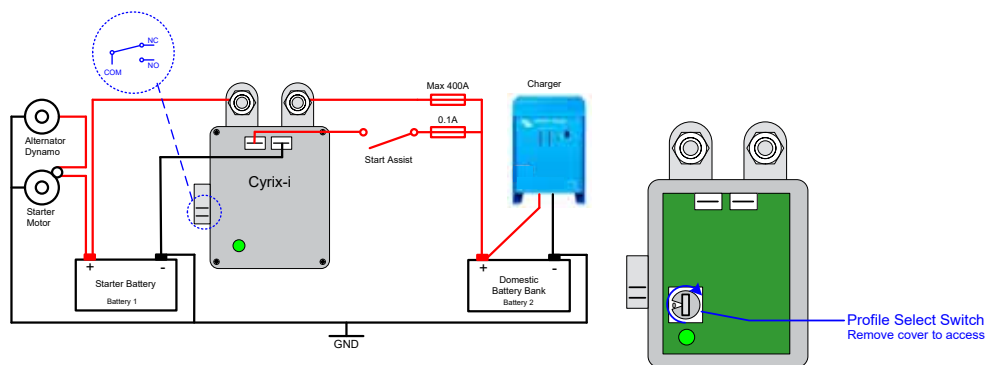 NC
COM
NO
Max 400A
Charger
0.1A
Alternator
Dynamo
Start Assist
Cyrix-i
Starter
Motor
+
-
Starter Battery
Battery 1
+
-
Domestic
Battery Bank
Battery 2
GND
Profile Select Switch
Remove cover to access